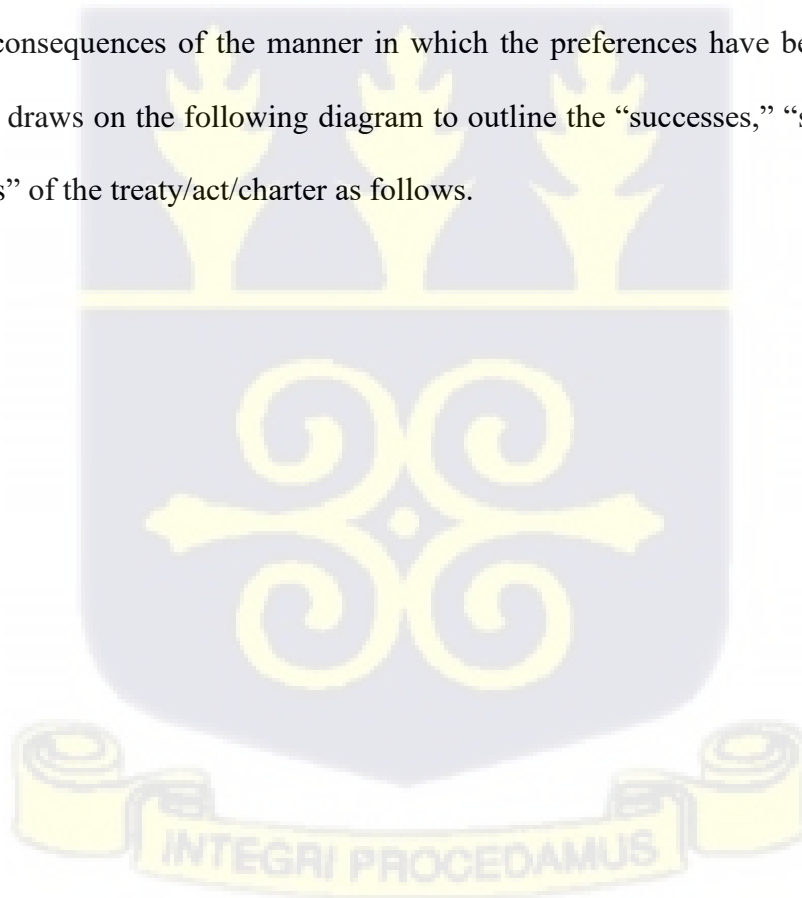 consequences of the manner in which the preferences have be
draws on the following diagram to outline the “successes,” “s
s” of the treaty/act/charter as follows.
INTEGRI PROCEDAMUS